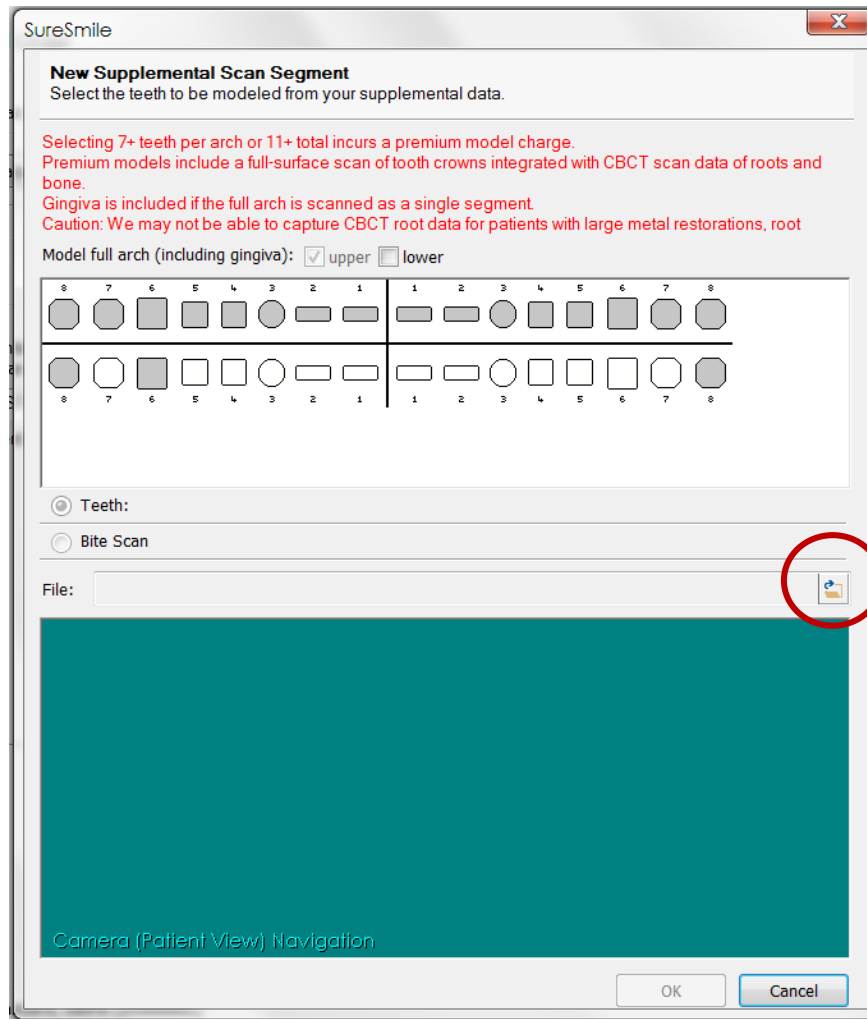 SureSmile
New Supplemental Scan Segment
Select the teeth to be modeled from your supplemental data.
Selecting 7+ teeth per arch or 11+ total incurs a premium model charge.
Premium models include a full-surface scan of tooth crowns integrated with CBCT scan data of roots and
bone.
Gingiva is included if the full arch is scanned as a single segment.
Caution: We may not be able to capture CBCT root data for patients with large metal restorations, root
Model full arch (including gingiva): upper lower
8 7 6 5 4 3 2 1 1 2 3 4 5 6 7 8
8 7 6 5 4 3 2 1 1 2 3 4 5 6 7 8
Teeth:
Bite Scan
File:
Camera (Patient View) Navigation
OK Cancel